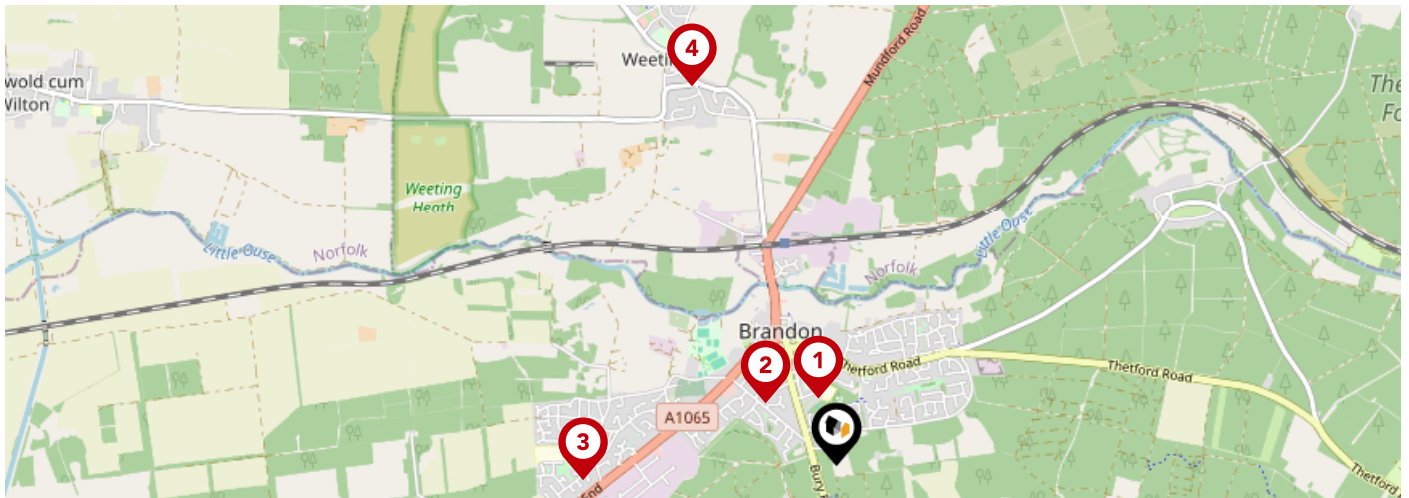 4
Weeti
Mundford Road
wold cum
Wilton
The
Fo
Weeting
Heath
Little Ouse
Norfolk
Little Ouse
Norfolk
Brandon
1
2
Thetford Road
Thetford Road
A1065
3
End
Bury
Thetford